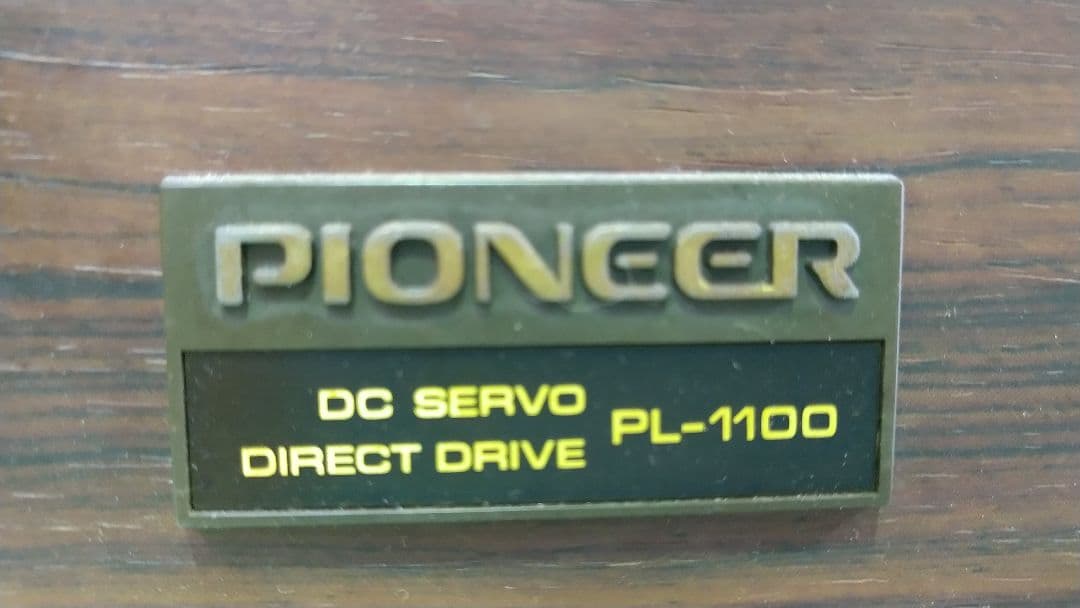 PIONEER
DC SERVO
DIRECT DRIVE PL-1100